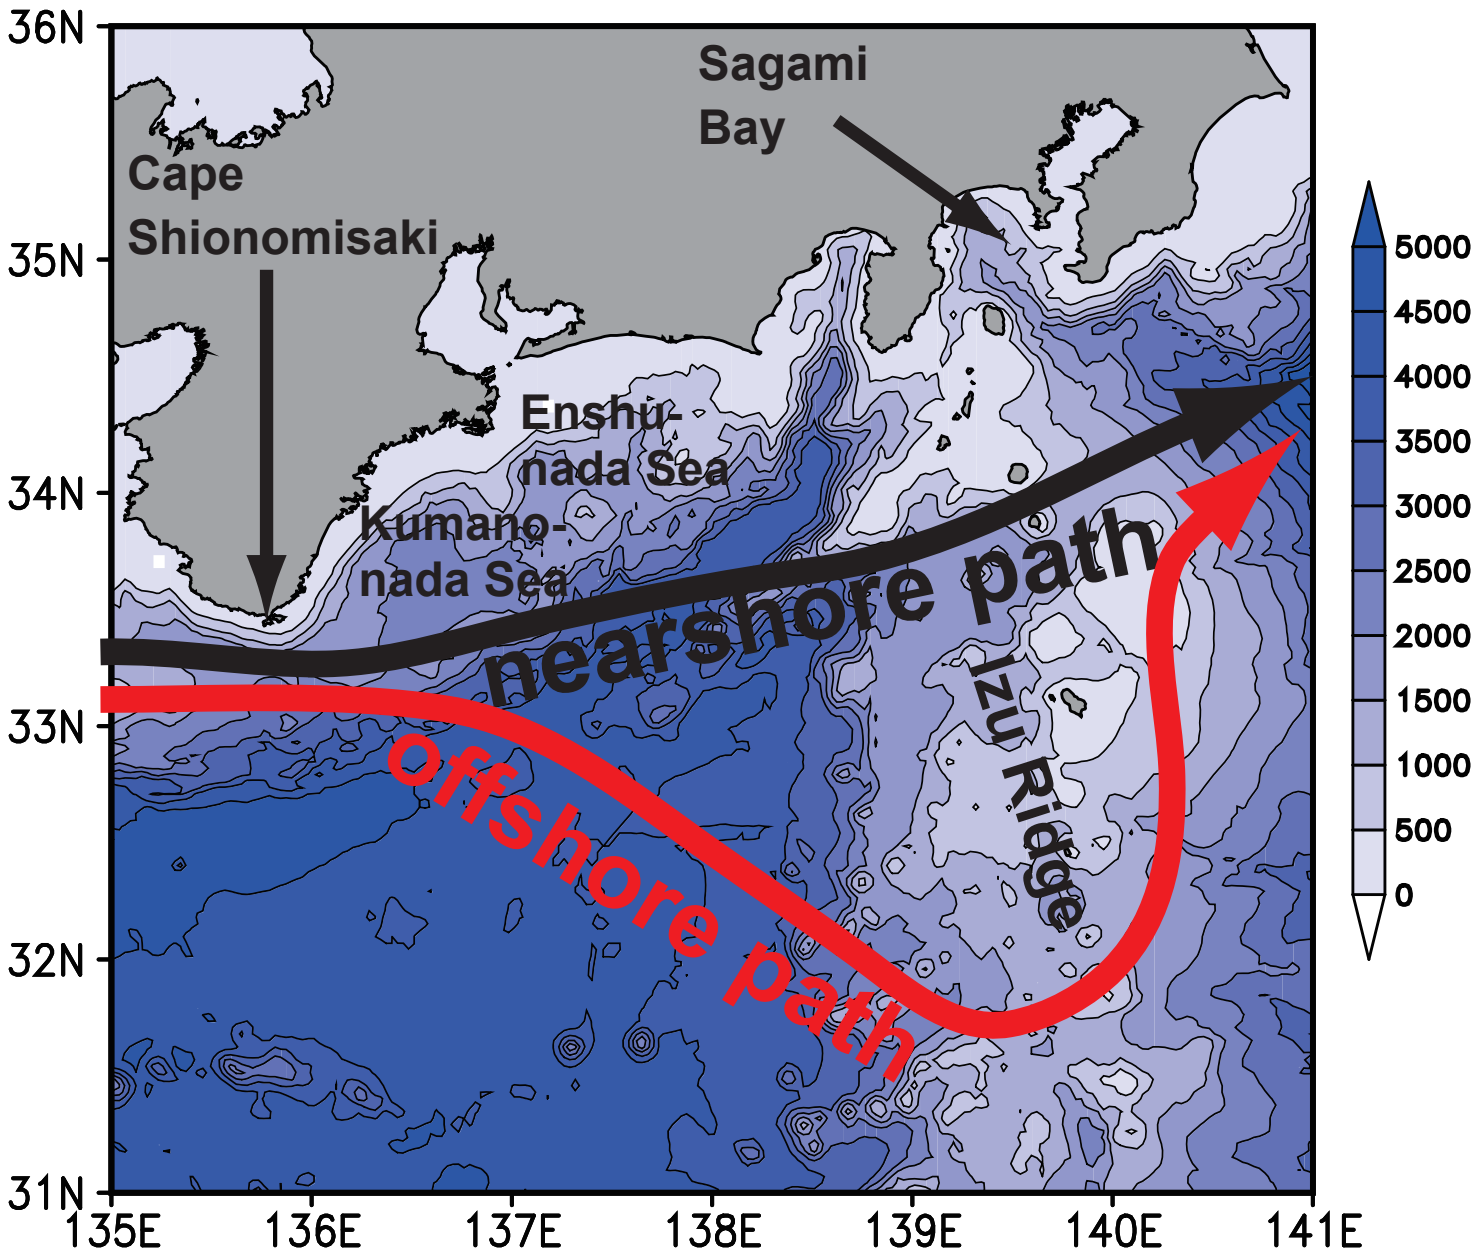 36N
35N
34N
33N
32N
31N
135E
136E
137E
138E
139E
140E
141E
Sagami
Bay
Cape
Shionomisaki
Enshu-
nada Sea
Kumano-
nada Sea
nearshore path
offshore path
Izu Ridge
5000
4500
4000
3500
3000
2500
2000
1500
1000
500
0